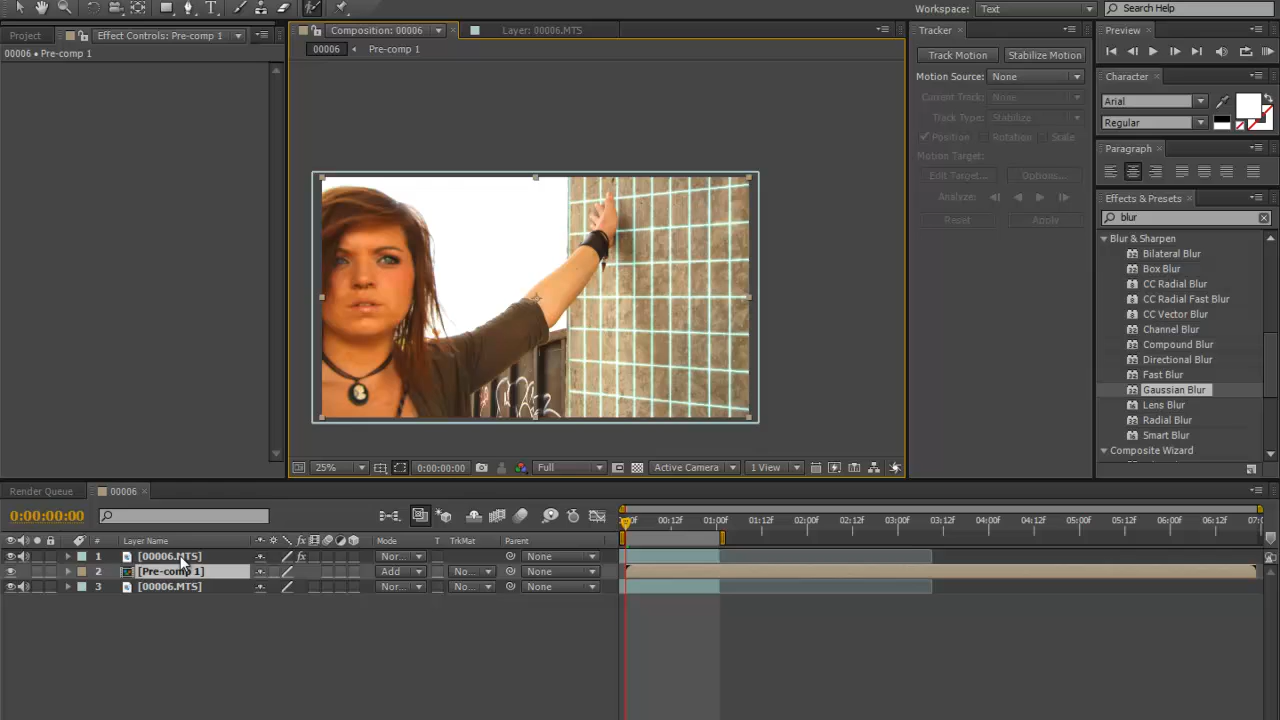 Workspace: Text
Search Help
Project
Effect Controls: Pre-comp 1
00006 • Pre-comp 1
Composition: 00006
Layer: 00006.MTS
00006
Pre-comp 1
Tracker
Track Motion
Stabilize Motion
Motion Source: None
Current Track: None
Track Type: Stabilize
Position
Rotation
Scale
Motion Target:
Edit Target...
Options...
Analyze:
Reset
Apply
Preview
Character
Arial
Regular
Paragraph
Effects & Presets
blur
Blur & Sharpen
Bilateral Blur
Box Blur
CC Radial Blur
CC Radial Fast Blur
CC Vector Blur
Channel Blur
Compound Blur
Directional Blur
Fast Blur
Gaussian Blur
Lens Blur
Radial Blur
Smart Blur
Composite Wizard
25%
0:00:00:00
Full
Active Camera
1 View
Render Queue
00006
0:00:00:00
# Layer Name
Mode T TrkMat Parent
00:12f 01:00f 01:12f 02:00f 02:12f 03:00f 03:12f 04:00f 04:12f 05:00f 05:12f 06:00f 06:12f
1 [00006.MTS] Nor... None
2 [Pre-comp 1] Add No... None
3 [00006.MTS] Nor... No... None